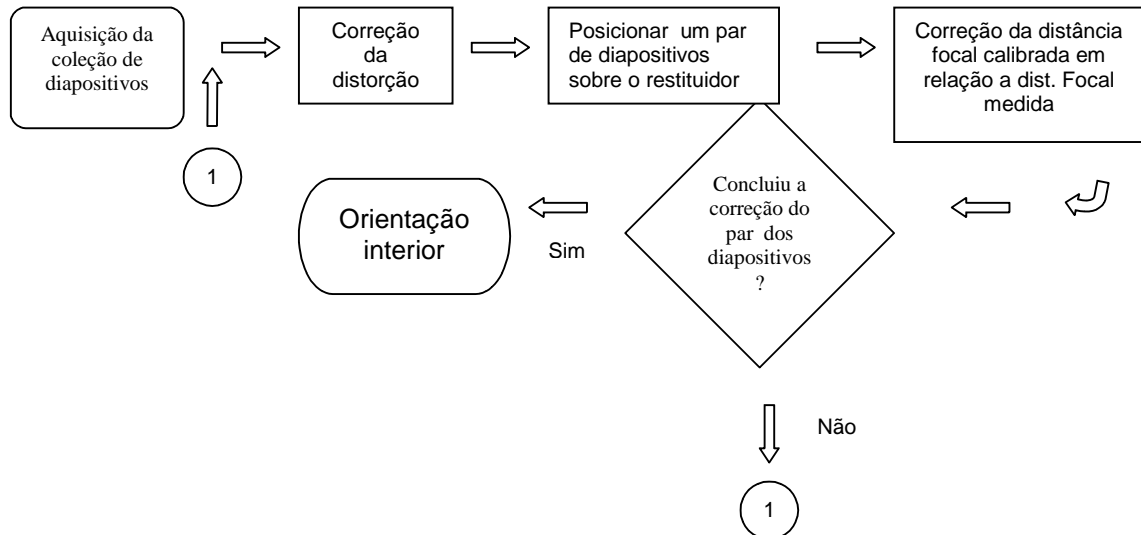 Aquisição da
coleção de
diapositivos
Correção
da
distorção
Posicionar um par
de diapositivos
sobre o restituidor
Correção da distância
focal calibrada em
relação a dist. Focal
medida
1
Orientação
interior
Sim
Concluiu a
correção do
par dos
diapositivos
?
Não
1